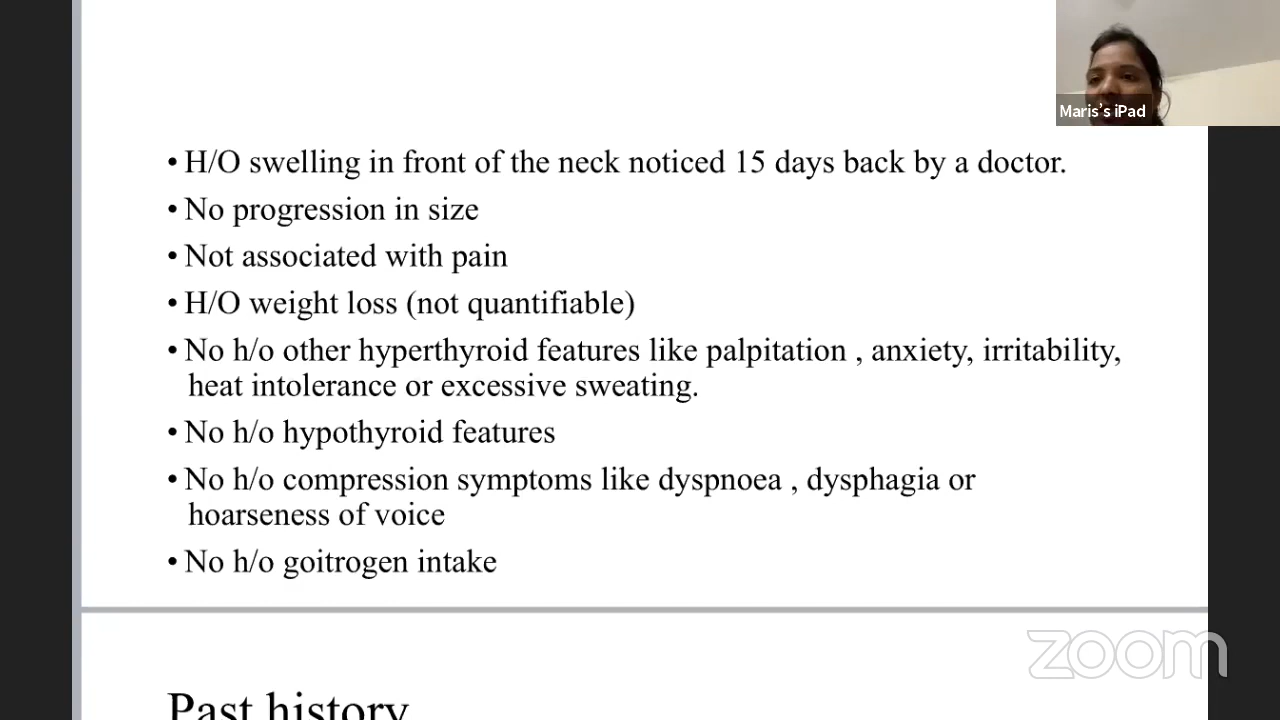 Maris's iPad
• H/O swelling in front of the neck noticed 15 days back by a doctor.
• No progression in size
• Not associated with pain
• H/O weight loss (not quantifiable)
• No h/o other hyperthyroid features like palpitation , anxiety, irritability,
heat intolerance or excessive sweating.
• No h/o hypothyroid features
• No h/o compression symptoms like dyspnoea , dysphagia or
hoarseness of voice
• No h/o goitrogen intake
zoom
Past history